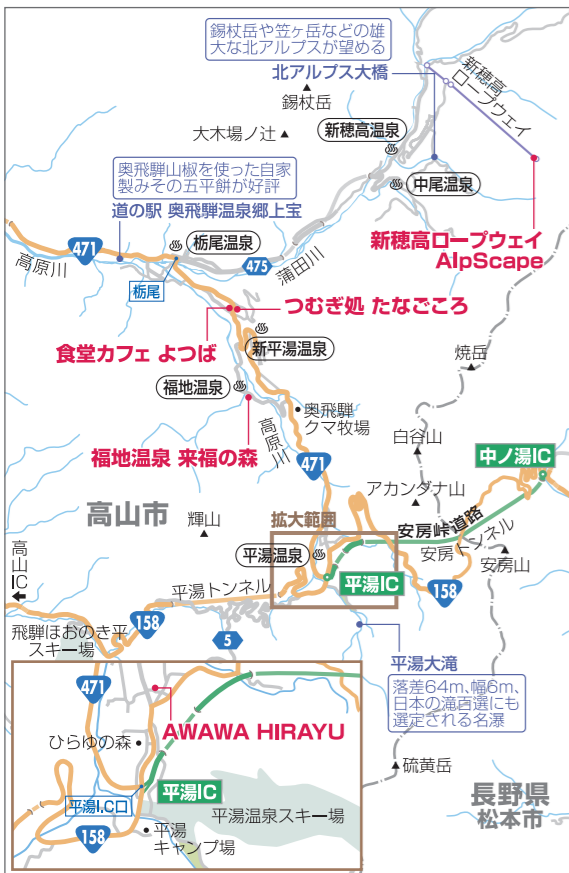 錫杖岳や笠ヶ岳などの雄
大な北アルプスが望める
北アルプス大橋
新穂高
ロープウェイ
錫杖岳
大木場ノ辻
新穂高温泉
中尾温泉
奥飛騨山椒を使った自家
製みその五平餅が好評
道の駅 奥飛騨温泉郷上宝
新穂高ロープウェイ
AlpScape
471
栃尾温泉
高原川
475
蒲田川
栃尾
つむぎ処 たなごころ
食堂カフェ よつば
新平湯温泉
焼岳
福地温泉
奥飛騨
クマ牧場
高原川
白谷山
福地温泉 来福の森
471
中ノ湯IC
アカンダナ山
高山市
輝山
拡大範囲
安房峠道路
安房トンネル
安房山
平湯温泉
高山IC
平湯IC
平湯トンネル
158
158
飛騨ほおのき平
スキー場
5
平湯大滝
落差64m、幅6m、
日本の滝百選にも
選定される名瀑
471
AWAWA HIRAYU
ひらゆの森
硫黄岳
平湯IC
平湯I.C口
長野県
松本市
平湯温泉スキー場
158
平湯
キャンプ場